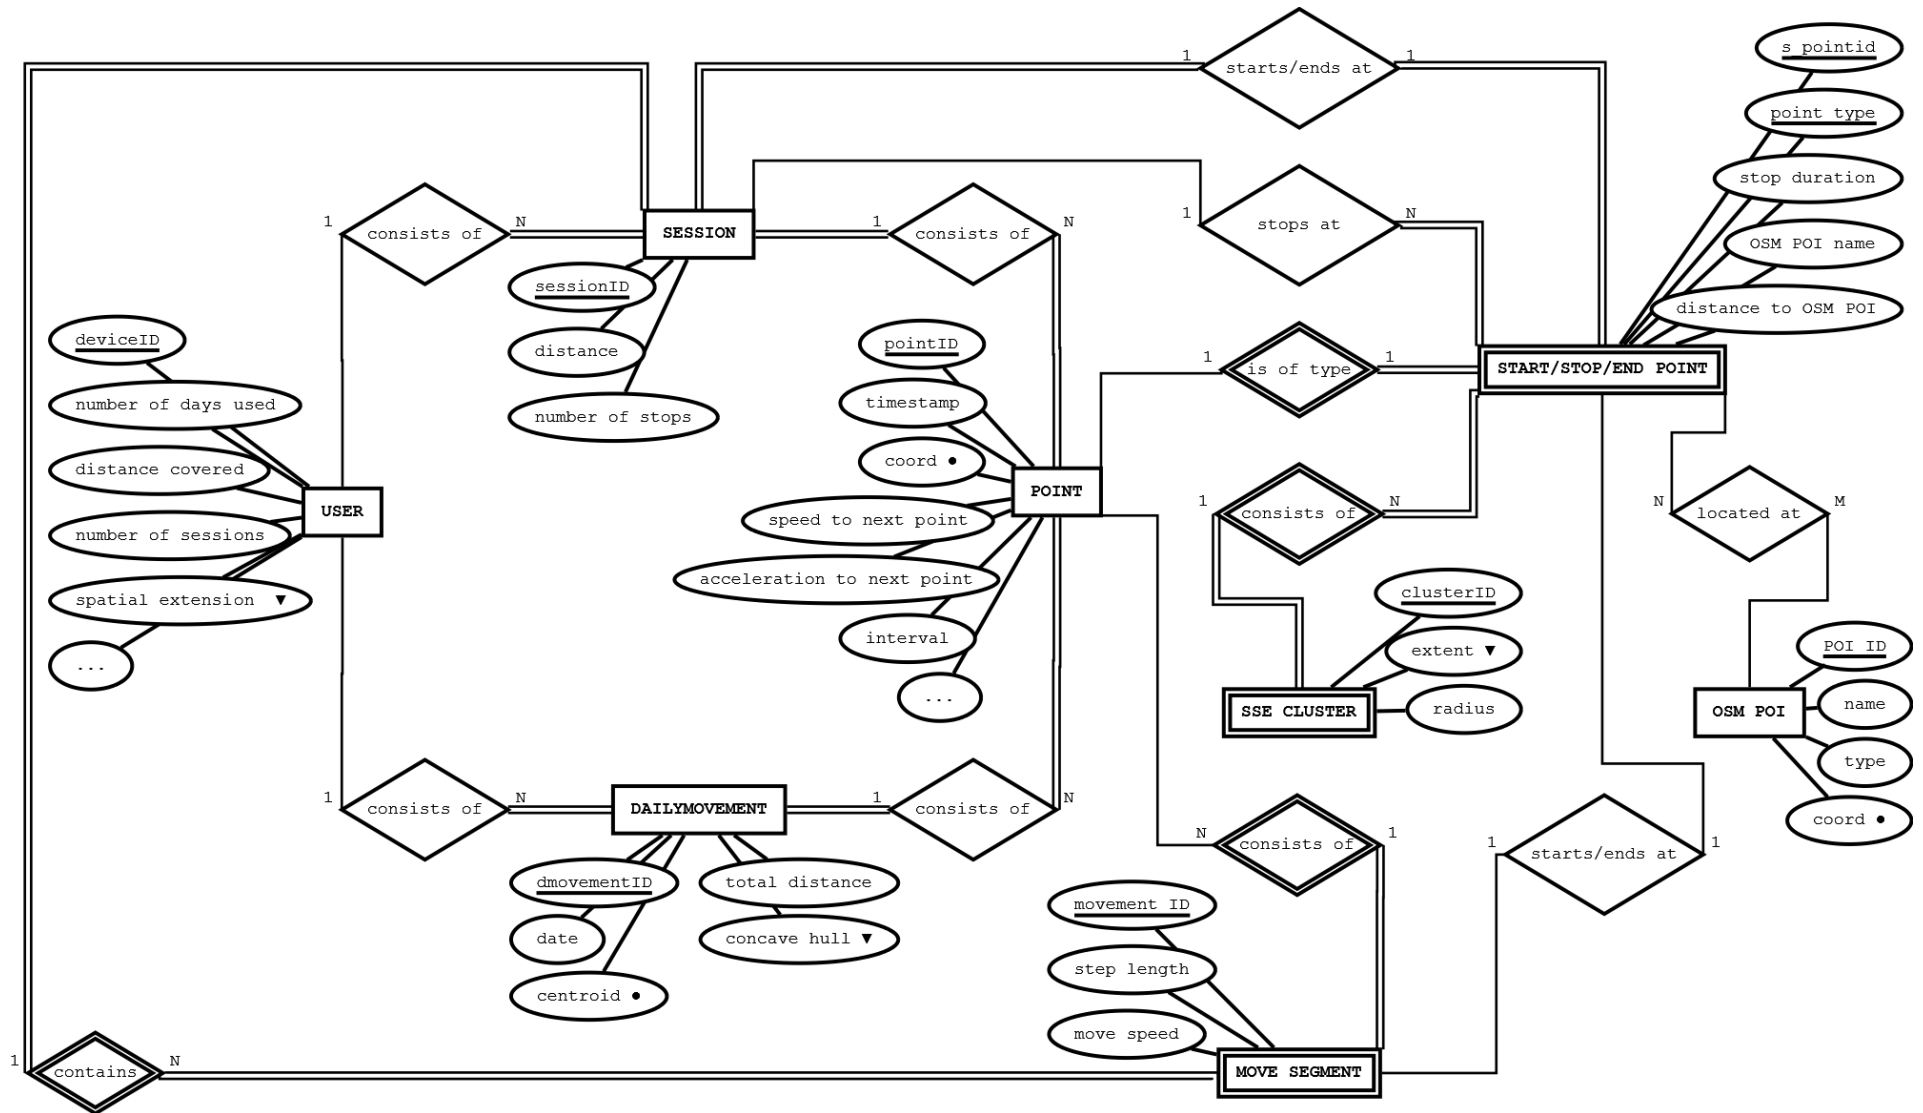 s_pointid
1
starts/ends at
1
point type
stop duration
1
consists of
N
SESSION
1
consists of
N
1
stops at
N
OSM POI name
sessionID
distance to OSM POI
deviceID
distance
pointID
1
is of type
1
START/STOP/END POINT
number of days used
number of stops
timestamp
distance covered
coord ●
USER
POINT
1
consists of
N
N
located at
M
number of sessions
speed to next point
spatial extension ▼
acceleration to next point
clusterID
...
interval
extent ▼
POI ID
...
SSE CLUSTER
radius
OSM POI
name
type
1
consists of
N
DAILYMOVEMENT
1
consists of
N
coord ●
N
consists of
1
1
starts/ends at
1
dmovementID
total distance
movement ID
date
concave hull ▼
step length
centroid ●
move speed
1
contains
N
MOVE SEGMENT